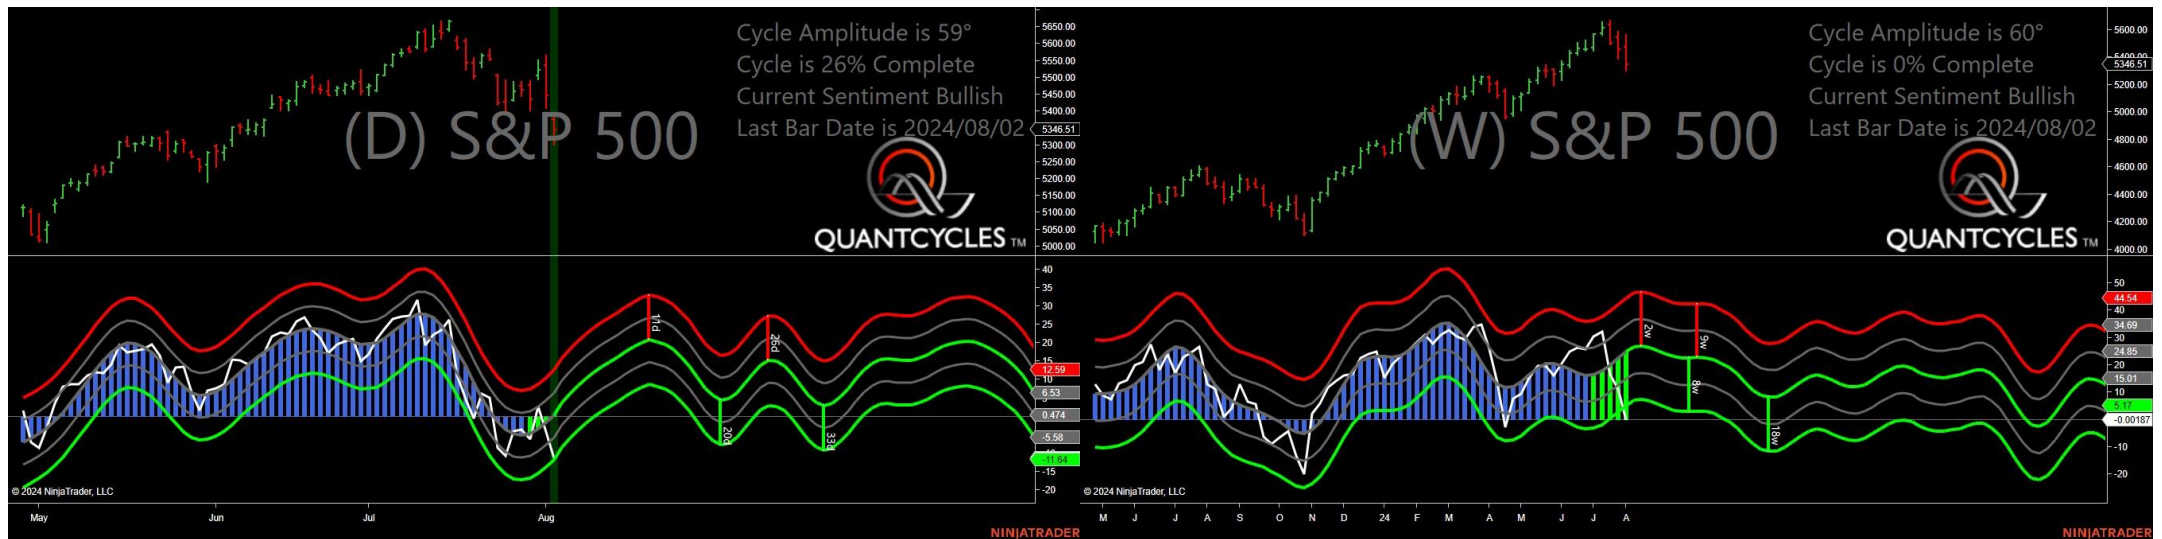 Cycle Amplitude is 59°
Cycle is 26% Complete
Current Sentiment Bullish
Last Bar Date is 2024/08/02
(D) S&P 500
QUANTCYCLES TM
5650.00
5600.00
5550.00
5500.00
5450.00
5400.00
5346.51
5300.00
5250.00
5200.00
5150.00
5100.00
5050.00
5000.00
40
35
30
25
20
15
12.59
10
6.53
0.474
-5.58
-11.64
-15
-20
11d
26d
20d
33d
© 2024 NinjaTrader, LLC
May Jun Jul Aug
NINJATRADER
Cycle Amplitude is 60°
Cycle is 0% Complete
Current Sentiment Bullish
Last Bar Date is 2024/08/02
(W) S&P 500
QUANTCYCLES TM
5600.00
5400.00
5346.51
5200.00
5000.00
4800.00
4600.00
4400.00
4200.00
4000.00
50
44.54
40
34.69
30
24.85
20
15.01
10
5.17
-0.00187
-10
-20
2w
9w
8w
18w
© 2024 NinjaTrader, LLC
M J J A S O N D 24 F M A M J J A
NINJATRADER